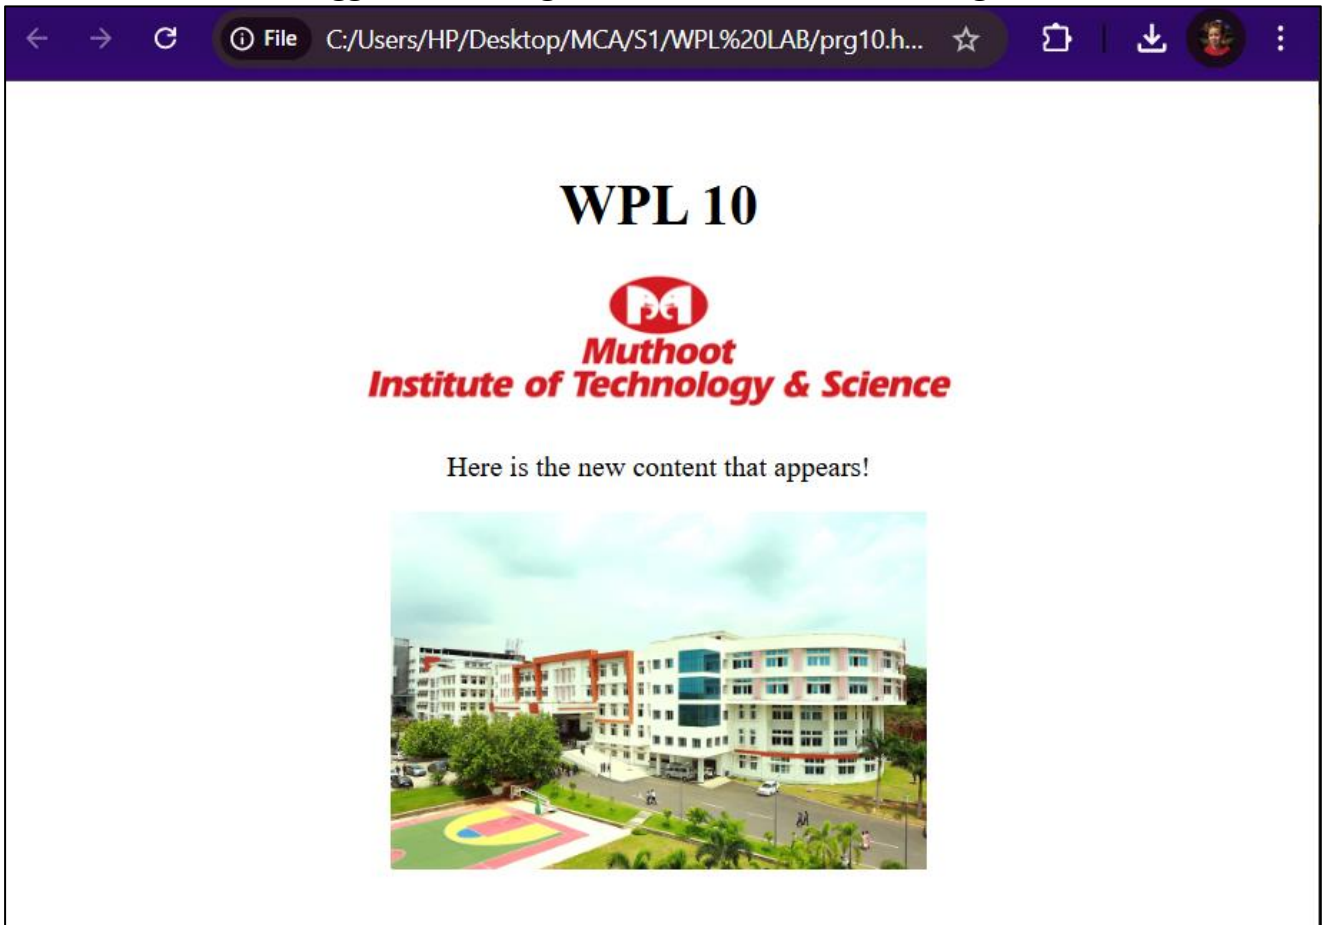 File C:/Users/HP/Desktop/MCA/S1/WPL%20LAB/prg10.h...
WPL 10
Muthoot
Institute of Technology & Science
Here is the new content that appears!